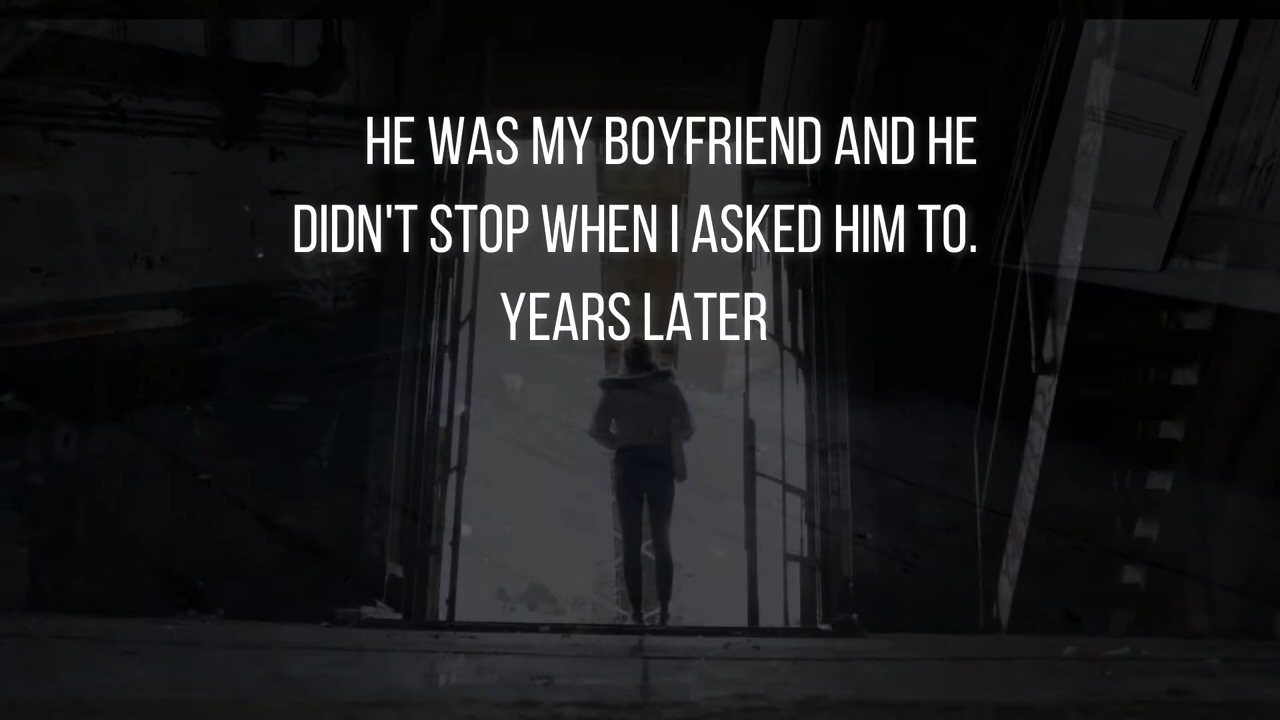 HE WAS MY BOYFRIEND AND HE
DIDN'T STOP WHEN I ASKED HIM TO.
YEARS LATER